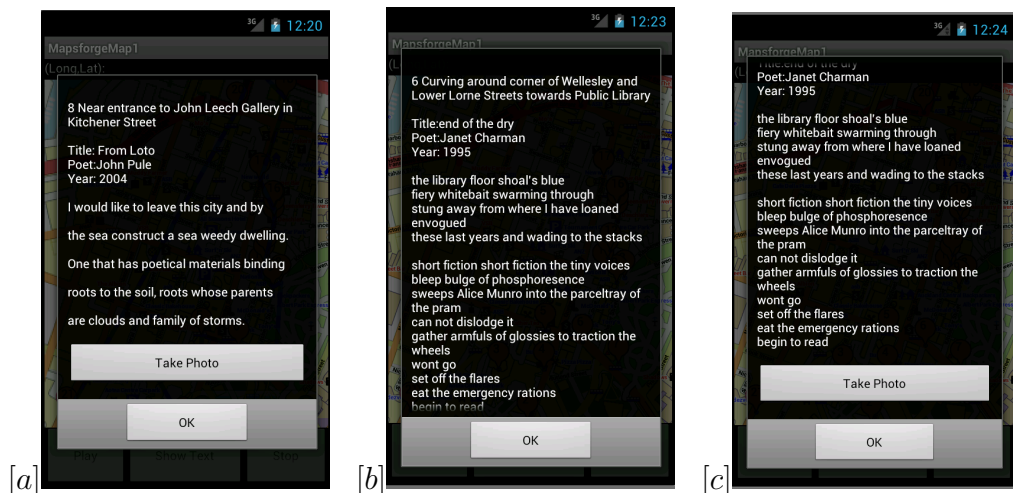 3G 12:20
MapsforgeMap1
(Long,Lat):
8 Near entrance to John Leech Gallery in
Kitchener Street
Title: From Loto
Poet:John Pule
Year: 2004
I would like to leave this city and by
the sea construct a sea weedy dwelling.
One that has poetical materials binding
roots to the soil, roots whose parents
are clouds and family of storms.
Take Photo
OK
Play Show Text Stop
[a]
3G 12:23
MapsforgeMap1
(L
6 Curving around corner of Wellesley and
Lower Lorne Streets towards Public Library
Title:end of the dry
Poet:Janet Charman
Year: 1995
the library floor shoal's blue
fiery whitebait swarming through
stung away from where I have loaned
envogued
these last years and wading to the stacks
short fiction short fiction the tiny voices
bleep bulge of phosphoresence
sweeps Alice Munro into the parceltray of
the pram
can not dislodge it
gather armfuls of glossies to traction the
wheels
wont go
set off the flares
eat the emergency rations
begin to read
OK
[b]
3G 12:24
MapsforgeMap1
(L
Title:end of the dry
Poet:Janet Charman
Year: 1995
the library floor shoal's blue
fiery whitebait swarming through
stung away from where I have loaned
envogued
these last years and wading to the stacks
short fiction short fiction the tiny voices
bleep bulge of phosphoresence
sweeps Alice Munro into the parceltray of
the pram
can not dislodge it
gather armfuls of glossies to traction the
wheels
wont go
set off the flares
eat the emergency rations
begin to read
Take Photo
OK
[c]